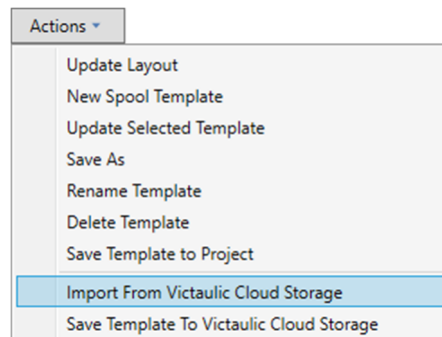 Actions
Update Layout
New Spool Template
Update Selected Template
Save As
Rename Template
Delete Template
Save Template to Project
Import From Victaulic Cloud Storage
Save Template To Victaulic Cloud Storage